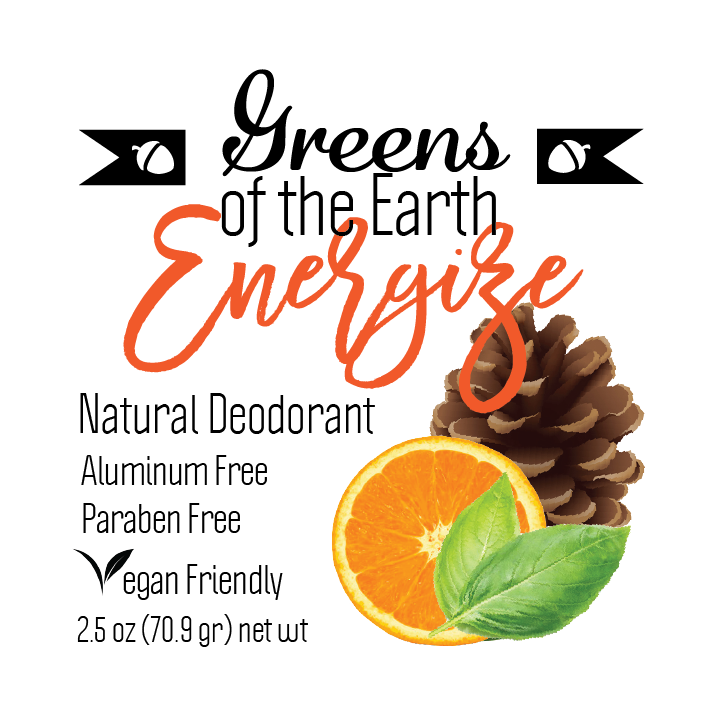 Greens
of the Earth
Energize
Natural Deodorant
Aluminum Free
Paraben Free
Vegan Friendly
2.5 oz (70.9 gr) net wt